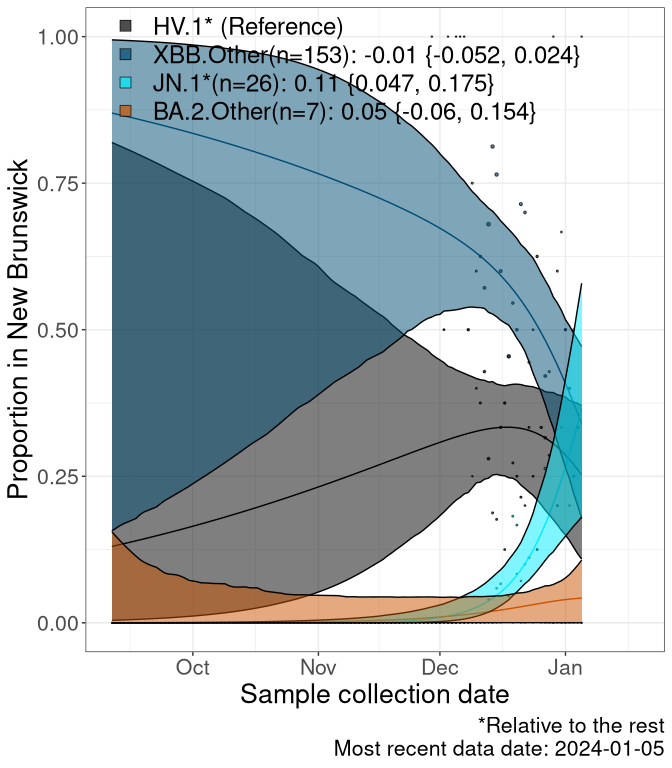 HV.1* (Reference)
XBB.Other(n=153): -0.01 {-0.052, 0.024}
JN.1*(n=26): 0.11 {0.047, 0.175}
BA.2.Other(n=7): 0.05 {-0.06, 0.154}
1.00
0.75
0.50
0.25
0.00
Proportion in New Brunswick
Oct Nov Dec Jan
Sample collection date
*Relative to the rest
Most recent data date: 2024-01-05